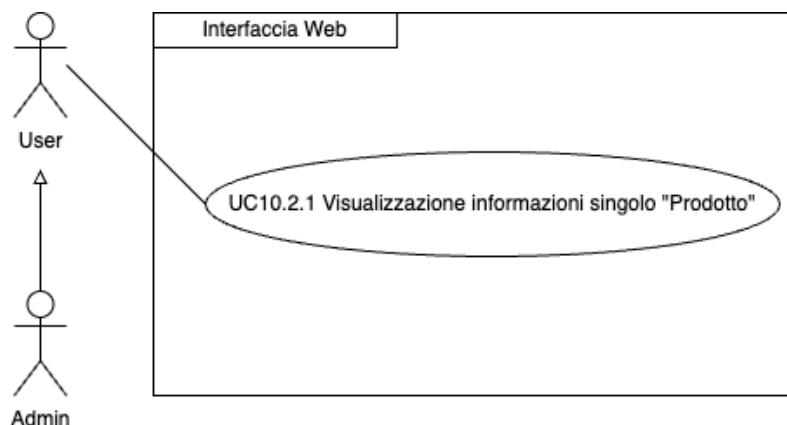 Interfaccia Web
User
UC10.2.1 Visualizzazione informazioni singolo "Prodotto"
Admin